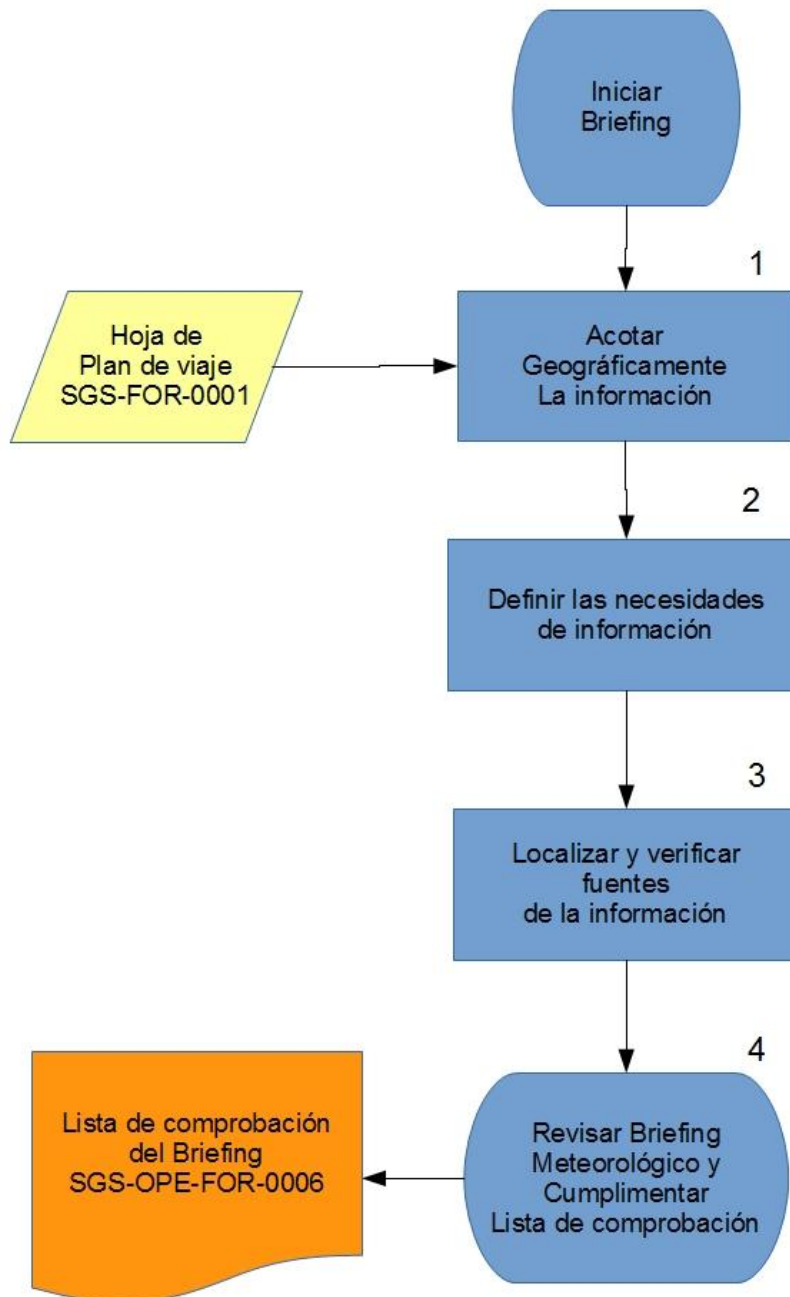 Iniciar
Briefing
1
Hoja de
Plan de viaje
SGS-FOR-0001
Acotar
Geográficamente
La información
2
Definir las necesidades
de información
3
Localizar y verificar
fuentes
de la información
4
Lista de comprobación
del Briefing
SGS-OPE-FOR-0006
Revisar Briefing
Meteorológico y
Cumplimentar
Lista de comprobación